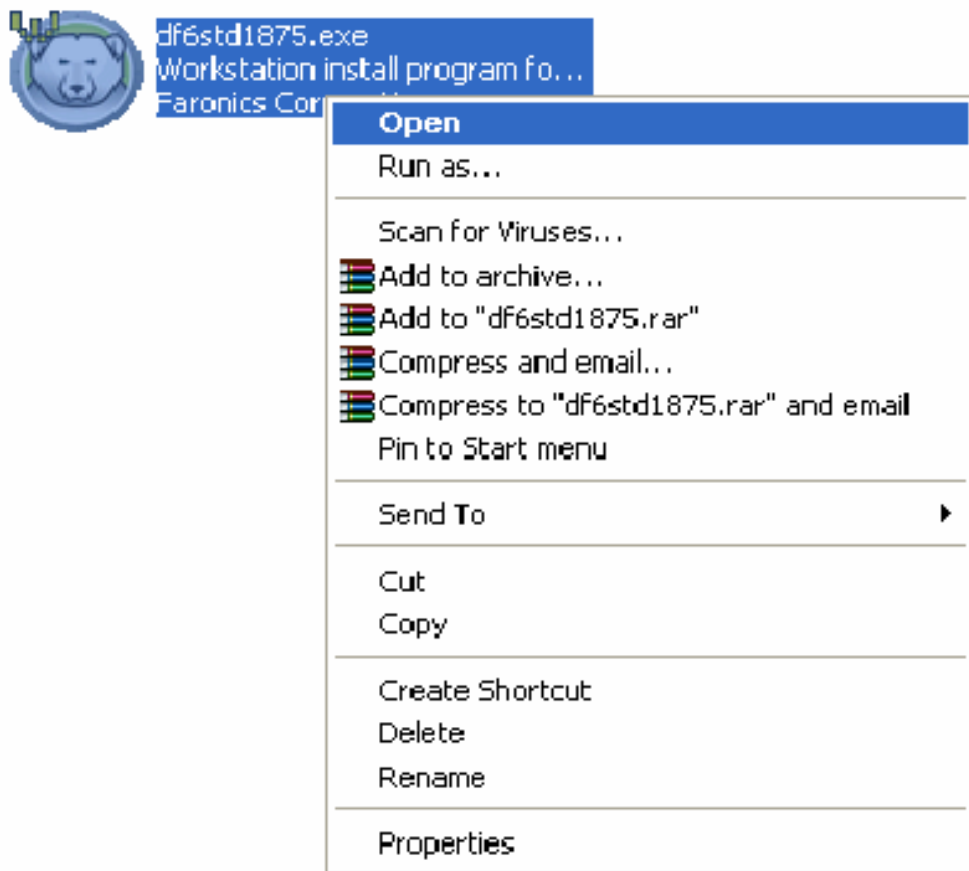 df6std1875.exe
Workstation install program fo...
Faronics Cor
Open
Run as...
Scan for Viruses...
Add to archive...
Add to "df6std1875.rar"
Compress and email...
Compress to "df6std1875.rar" and email
Pin to Start menu
Send To
Cut
Copy
Create Shortcut
Delete
Rename
Properties